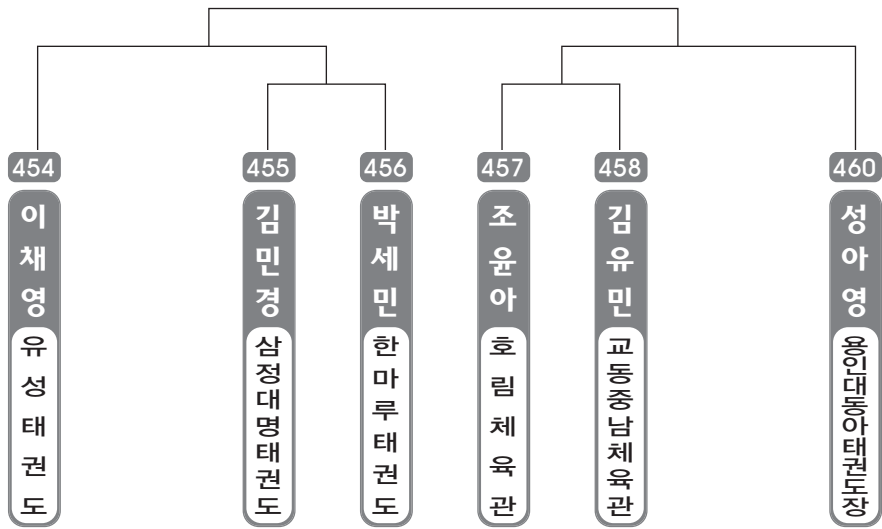 454
이채영
유성태권도
455
김민경
삼정대명태권도
456
박세민
한마루태권도
457
조윤아
호림체육관
458
김유민
교동중남체육관
460
성아영
용인대동아태권도장